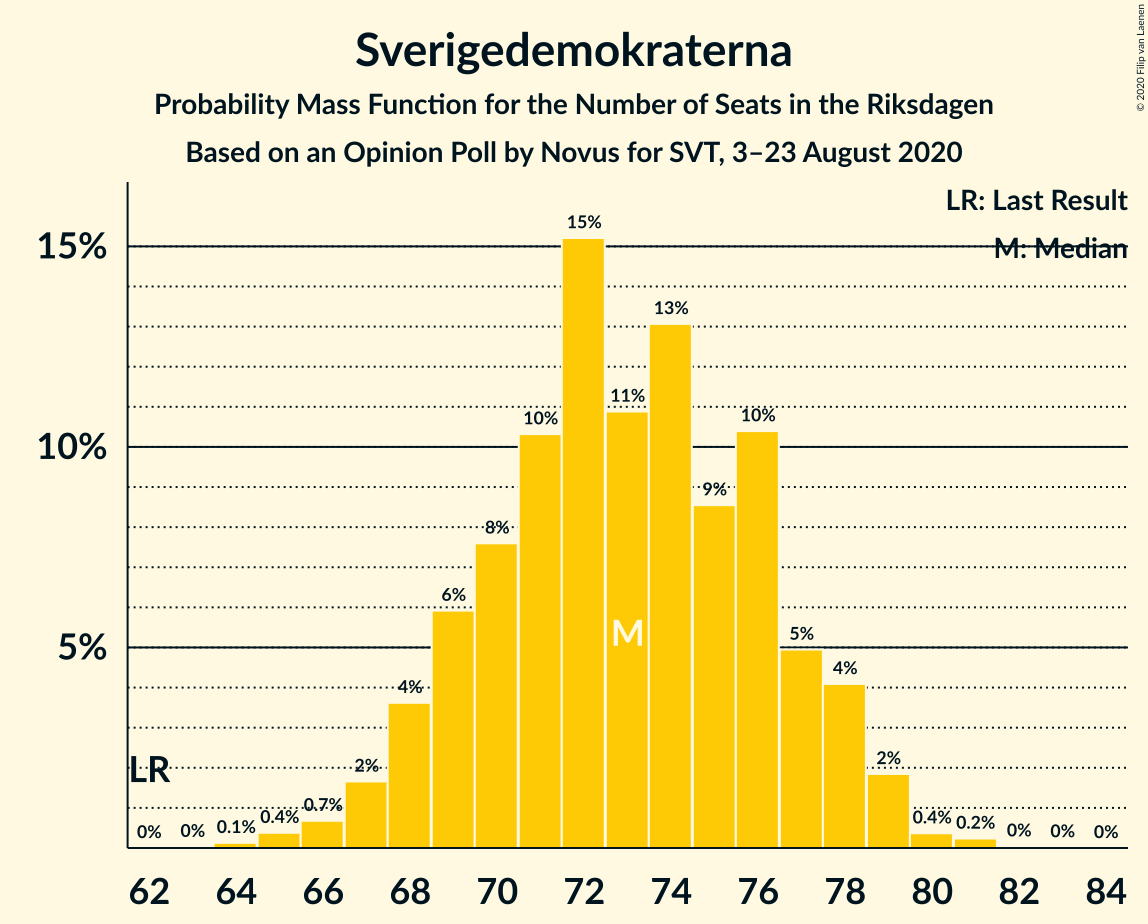 Sverigedemokraterna
Probability Mass Function for the Number of Seats in the Riksdagen
Based on an Opinion Poll by Novus for SVT, 3–23 August 2020
© 2020 Filip van Laenen
LR: Last Result
M: Median
15%
10%
5%
0% 0% 0.1% 0.4% 0.7% 2% 4% 6% 8% 10% 15% 11% 13% 9% 10% 5% 4% 2% 0.4% 0.2% 0% 0% 0%
LR
M
62 64 66 68 70 72 74 76 78 80 82 84